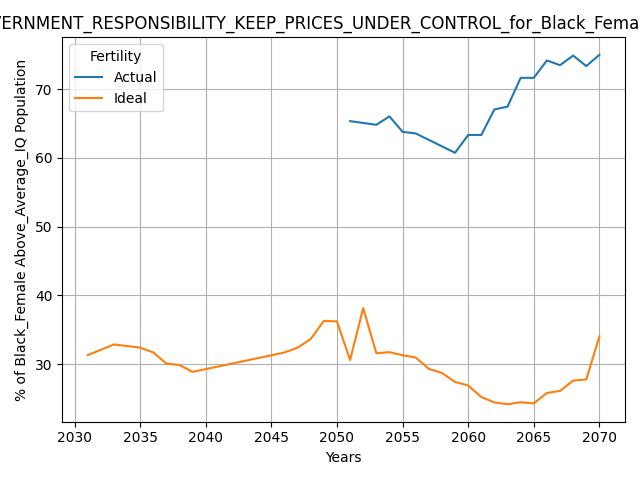 VERNMENT_RESPONSIBILITY_KEEP_PRICES_UNDER_CONTROL_for_Black_Fema
Fertility
Actual
Ideal
% of Black_Female Above_Average_IQ Population
70
60
50
40
30
2030 2035 2040 2045 2050 2055 2060 2065 2070
Years